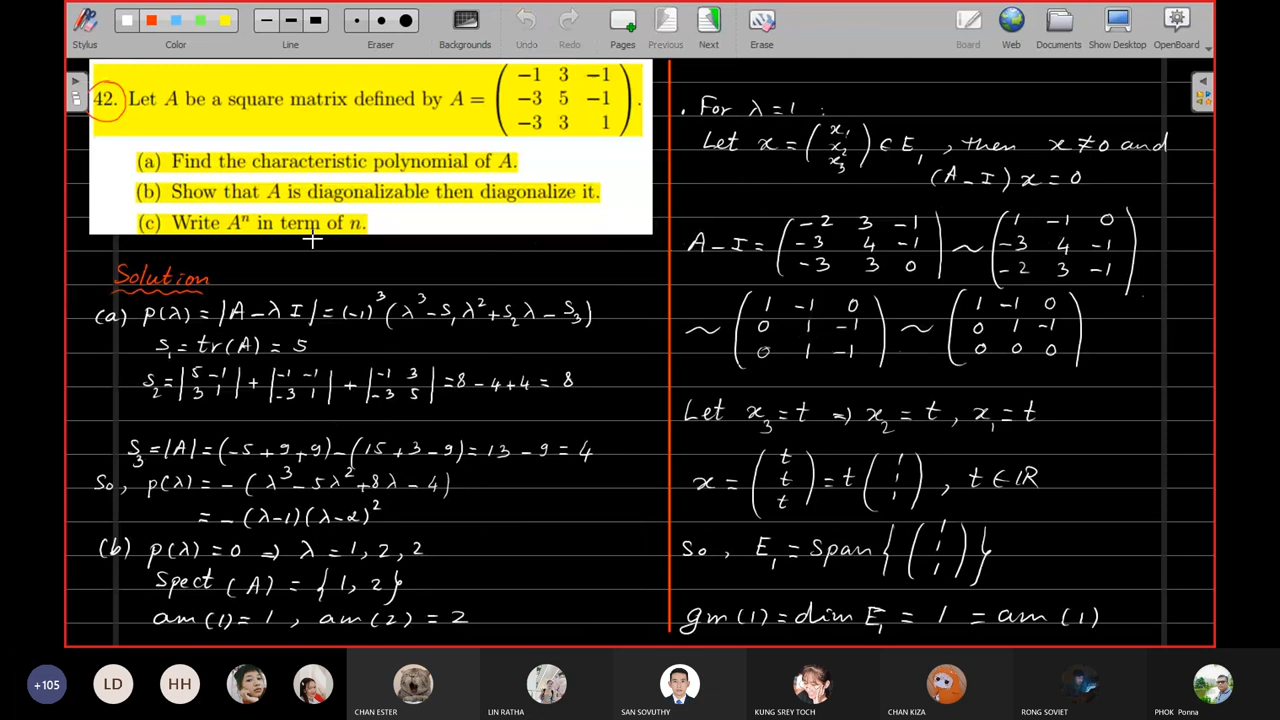 Stylus
Color
Line
Eraser
Backgrounds
Undo
Redo
Pages
Previous
Next
Erase
Board
Web
Documents
Show Desktop
OpenBoard
42. Let A be a square matrix defined by A = ( −1 3 −1
−3 5 −1
−3 3 1 ).
(a) Find the characteristic polynomial of A.
(b) Show that A is diagonalizable then diagonalize it.
(c) Write Aⁿ in term of n.
Solution
(a) p(λ) = |A − λI| = (−1)³ (λ³ − S₁λ² + S₂λ − S₃)
S₁ = tr(A) = 5
S₂ = |5 −1
3 1| + |−1 −1
−3 1| + |−1 3
−3 5| = 8 − 4 + 4 = 8
S₃ = |A| = (−5 + 9 + 9) − (15 + 3 − 9) = 13 − 9 = 4
So, p(λ) = − (λ³ − 5λ² + 8λ − 4)
= − (λ−1)(λ−2)²
(b) p(λ) = 0 ⇒ λ = 1, 2, 2
Spect(A) = {1, 2}
am(1) = 1 , am(2) = 2
. For λ = 1 :
Let x = (x₁
x₂
x₃) ∈ E₁ , then x ≠ 0 and
(A − I) x = 0
A − I = (−2 3 −1
−3 4 −1
−3 3 0) ~ (1 −1 0
−3 4 −1
−2 3 −1)
~ (1 −1 0
0 1 −1
0 1 −1) ~ (1 −1 0
0 1 −1
0 0 0)
Let x₃ = t ⇒ x₂ = t , x₁ = t
x = (t
t
t) = t (1
1
1) , t ∈ IR
So , E₁ = Span {(1
1
1)}
gm(1) = dim E₁ = 1 = am(1)
+105
LD
HH
CHAN ESTER
LIN RATHA
SAN SOVUTHY
KUNG SREY TOCH
CHAN KIZA
RONG SOVIET
PHOK Ponna